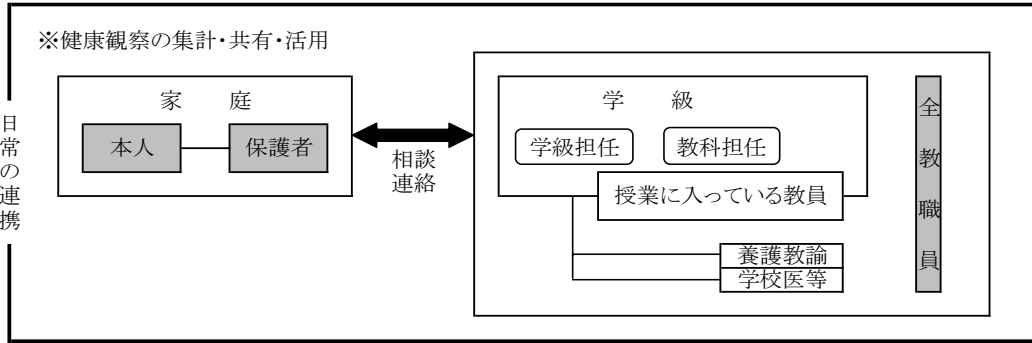 ※健康観察の集計・共有・活用
日常の連携
家　庭
本人
保護者
相談
連絡
学　級
学級担任
教科担任
授業に入っている教員
養護教諭
学校医等
全教職員